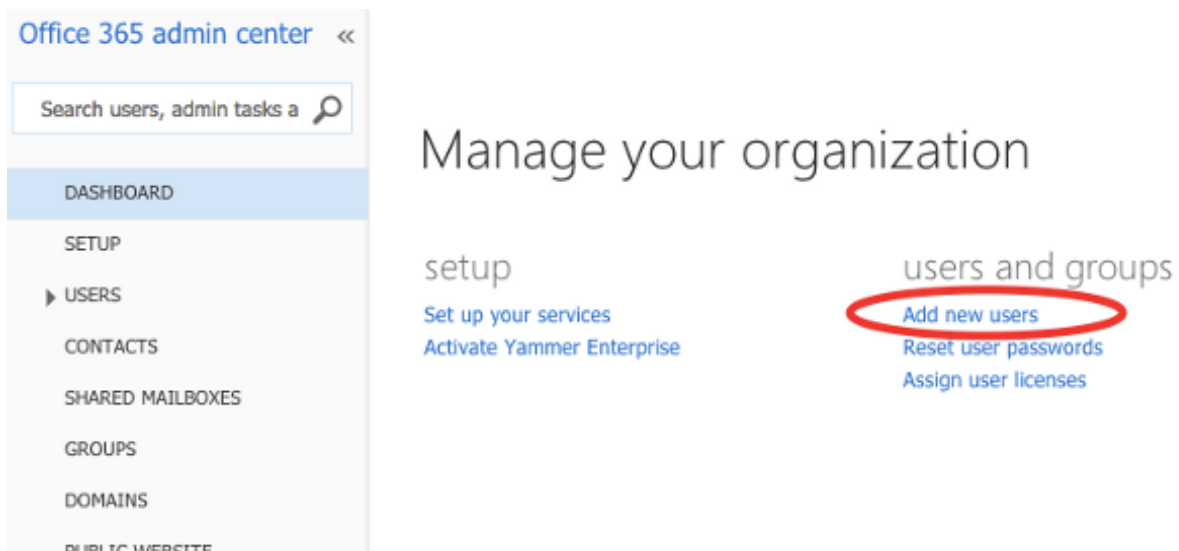 Office 365 admin center «
Search users, admin tasks a
DASHBOARD
SETUP
USERS
CONTACTS
SHARED MAILBOXES
GROUPS
DOMAINS
PUBLIC WEBSITE
Manage your organization
setup
Set up your services
Activate Yammer Enterprise
users and groups
Add new users
Reset user passwords
Assign user licenses